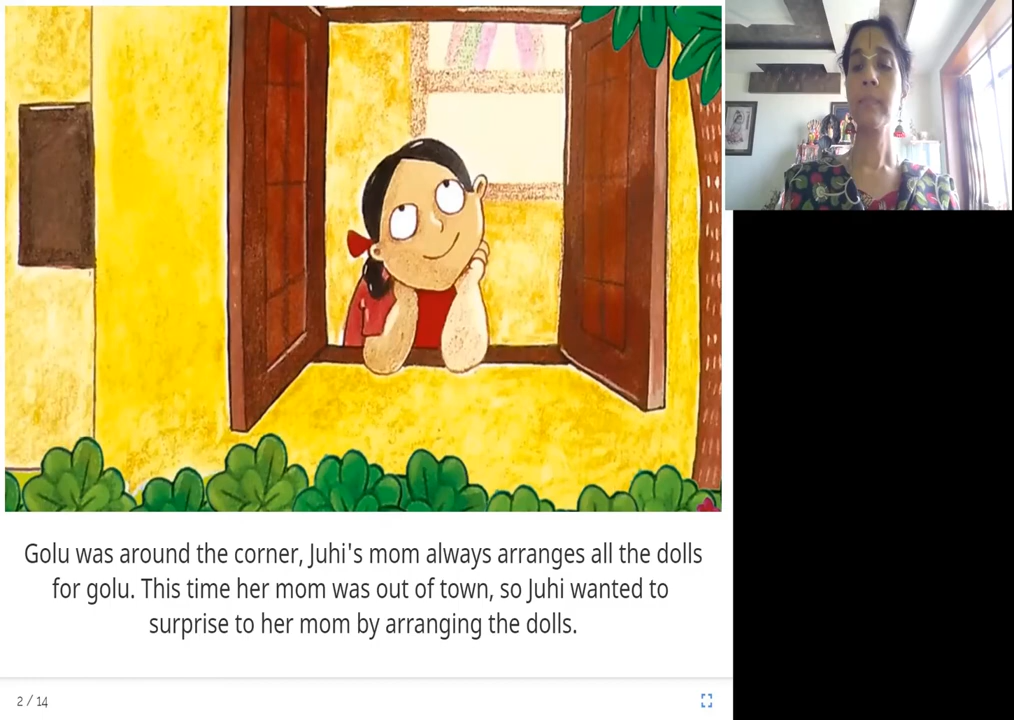 Golu was around the corner, Juhi's mom always arranges all the dolls
for golu. This time her mom was out of town, so Juhi wanted to
surprise to her mom by arranging the dolls.
2 / 14